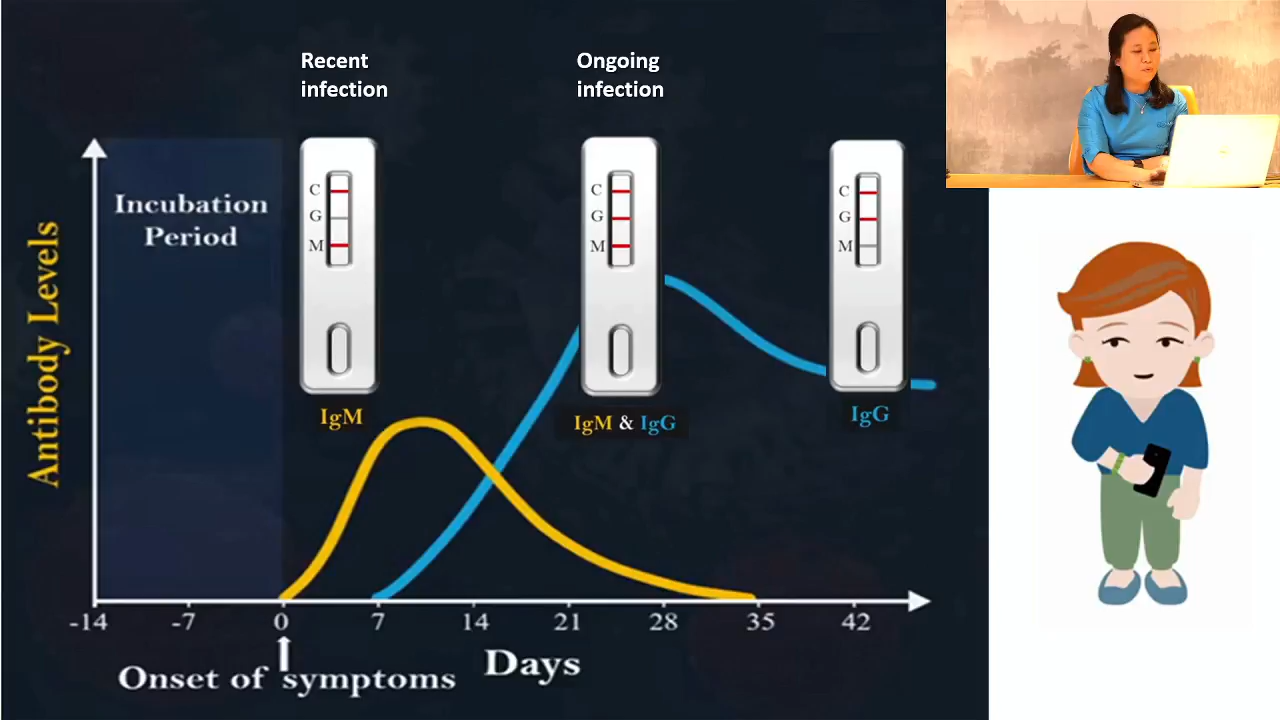 Recent
infection
Ongoing
infection
Incubation
Period
Antibody Levels
C
G
M
C
G
M
C
G
M
IgM
IgM & IgG
IgG
-14 -7 0 7 14 21 28 35 42
Onset of symptoms
Days